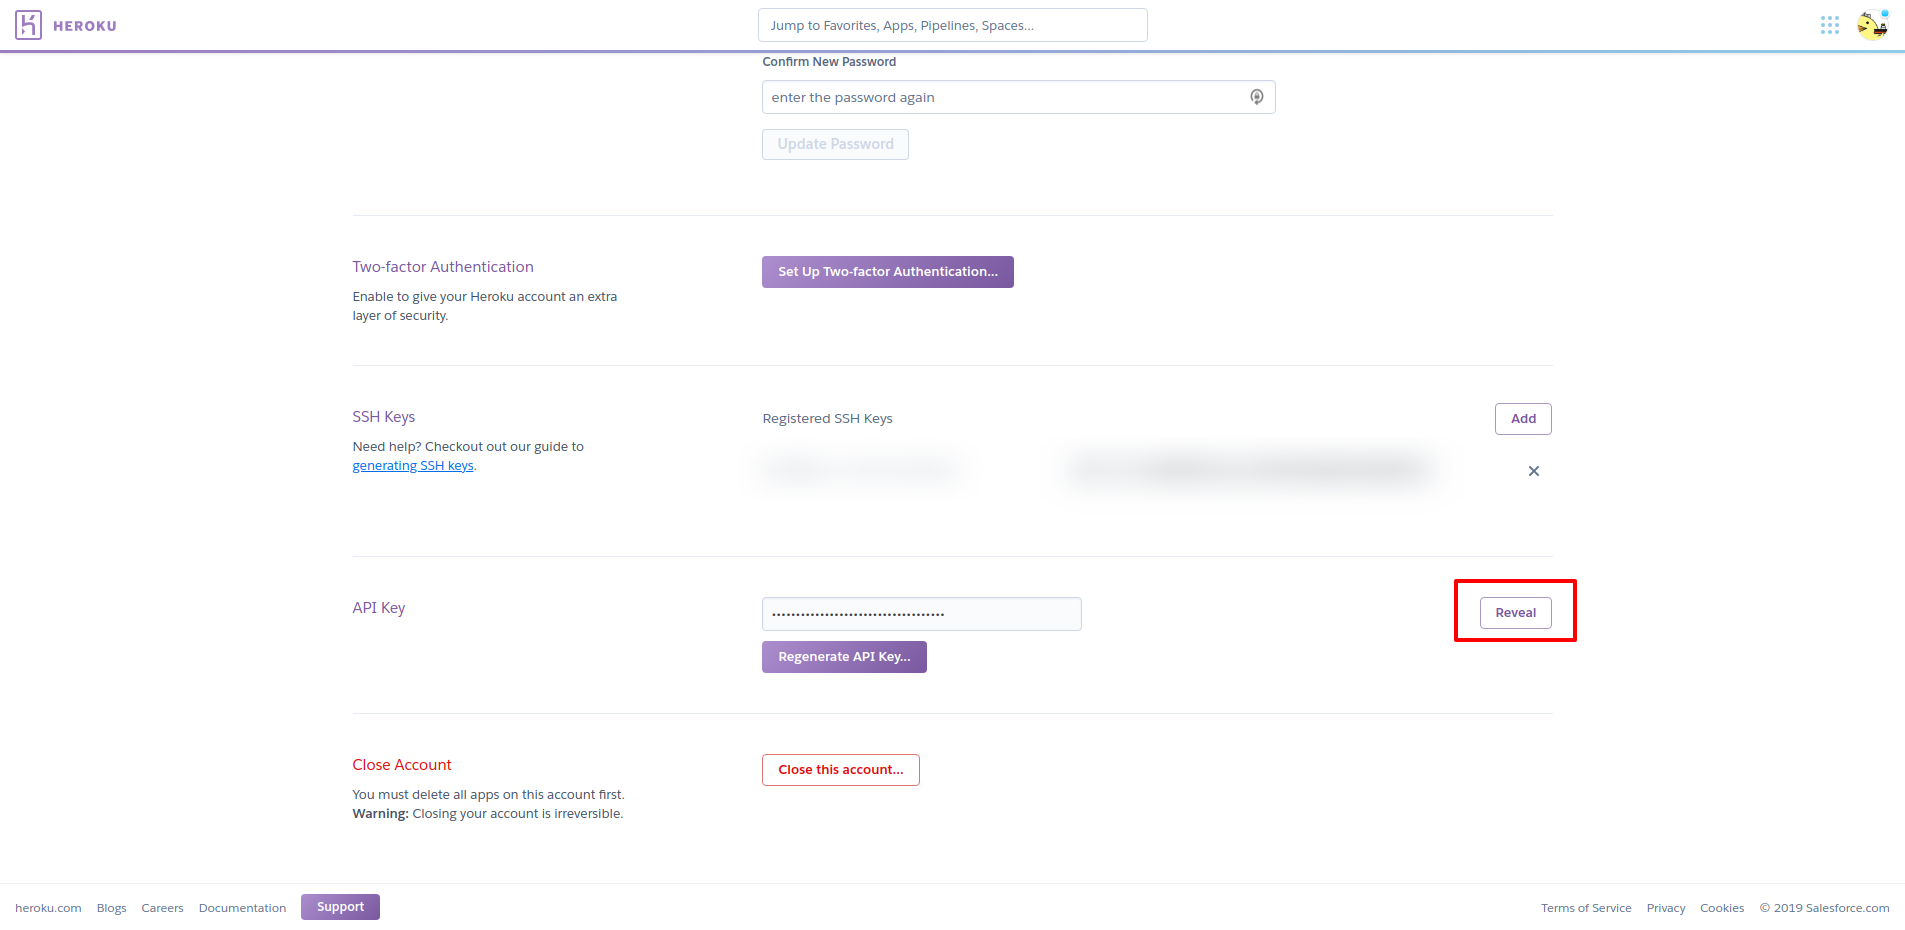 HEROKU
Jump to Favorites, Apps, Pipelines, Spaces...
Confirm New Password
enter the password again
Update Password
Two-factor Authentication
Enable to give your Heroku account an extra
layer of security.
Set Up Two-factor Authentication...
SSH Keys
Need help? Checkout out our guide to
generating SSH keys.
Registered SSH Keys
Add
API Key
Reveal
Regenerate API Key...
Close Account
You must delete all apps on this account first.
Warning: Closing your account is irreversible.
Close this account...
heroku.com Blogs Careers Documentation Support
Terms of Service Privacy Cookies © 2019 Salesforce.com